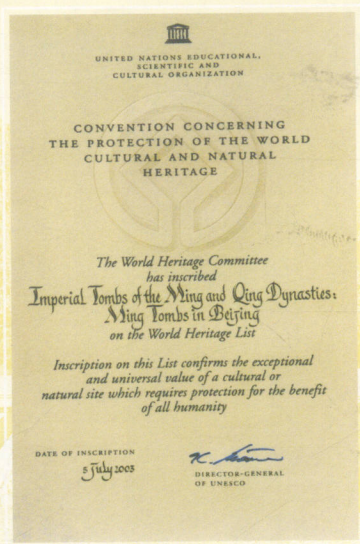 UNITED NATIONS EDUCATIONAL,
SCIENTIFIC AND
CULTURAL ORGANIZATION
CONVENTION CONCERNING
THE PROTECTION OF THE WORLD
CULTURAL AND NATURAL
HERITAGE
The World Heritage Committee
has inscribed
Imperial Tombs of the Ming and Qing Dynasties:
Ming Tombs in Beijing
on the World Heritage List
Inscription on this List confirms the exceptional
and universal value of a cultural or
natural site which requires protection for the benefit
of all humanity
DATE OF INSCRIPTION
5 July 2003
DIRECTOR-GENERAL
OF UNESCO